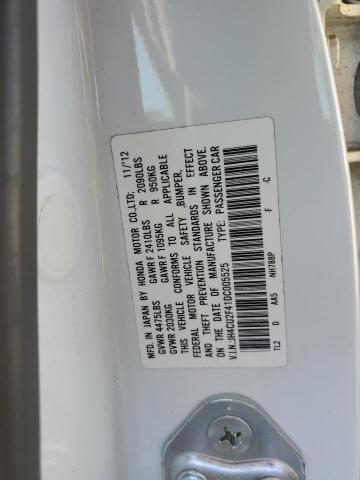 MFD. IN JAPAN BY HONDA MOTOR CO.,LTD. 11/'12
GVWR 4475LBS GAWR F 2410LBS R 2090LBS
GVWR 2030KG GAWR F 1095KG R 950KG
THIS VEHICLE CONFORMS TO ALL APPLICABLE
FEDERAL MOTOR VEHICLE SAFETY ,BUMPER,
AND THEFT PREVENTION STANDARDS IN EFFECT
ON THE DATE OF MANUFACTURE SHOWN ABOVE.
V.I.N.:JH4CU2F41DC005525 TYPE: PASSENGER CAR
TL2 D AA5 -NH788P -F -C